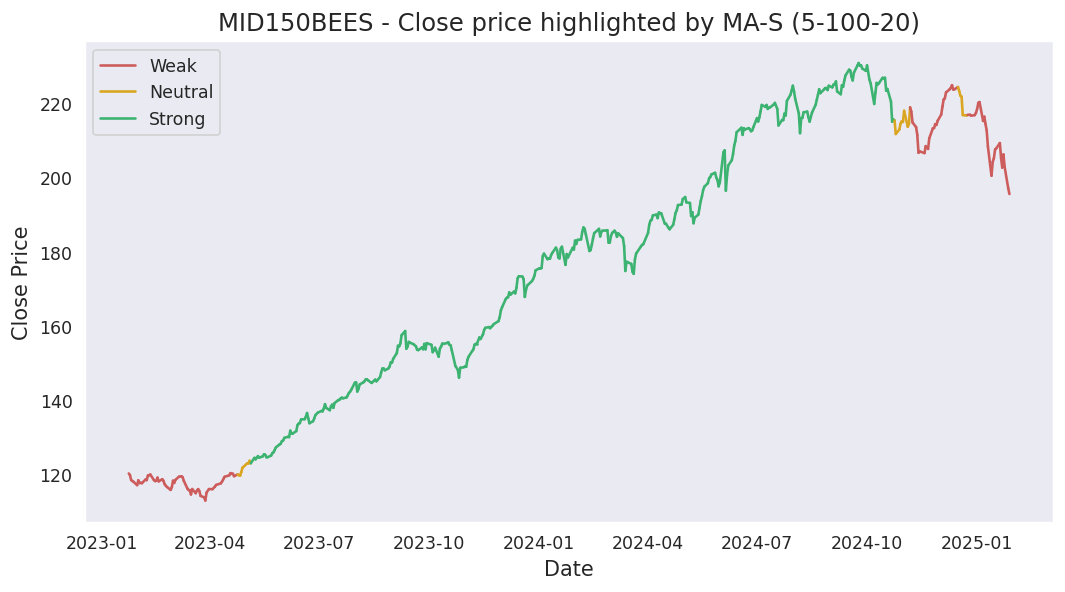 MID150BEES - Close price highlighted by MA-S (5-100-20)
Weak
Neutral
Strong
220
200
180
160
140
120
Close Price
2023-01 2023-04 2023-07 2023-10 2024-01 2024-04 2024-07 2024-10 2025-01
Date